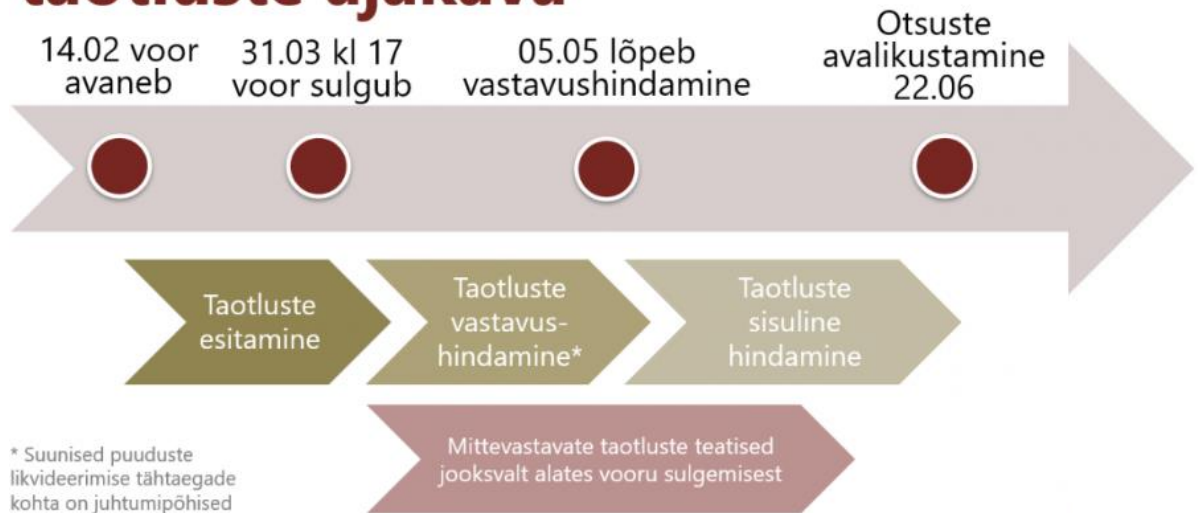 taotluste ajakava
14.02 voor
avaneb
31.03 kl 17
voor sulgub
05.05 lõpeb
vastavushindamine
Otsuste
avalikustamine
22.06
Taotluste
esitamine
Taotluste
vastavus-
hindamine*
Taotluste
sisuline
hindamine
Mittevastavate taotluste teatised
jooksvalt alates vooru sulgemisest
* Suunised puuduste
likvideerimise tähtaegade
kohta on juhtumipõhised